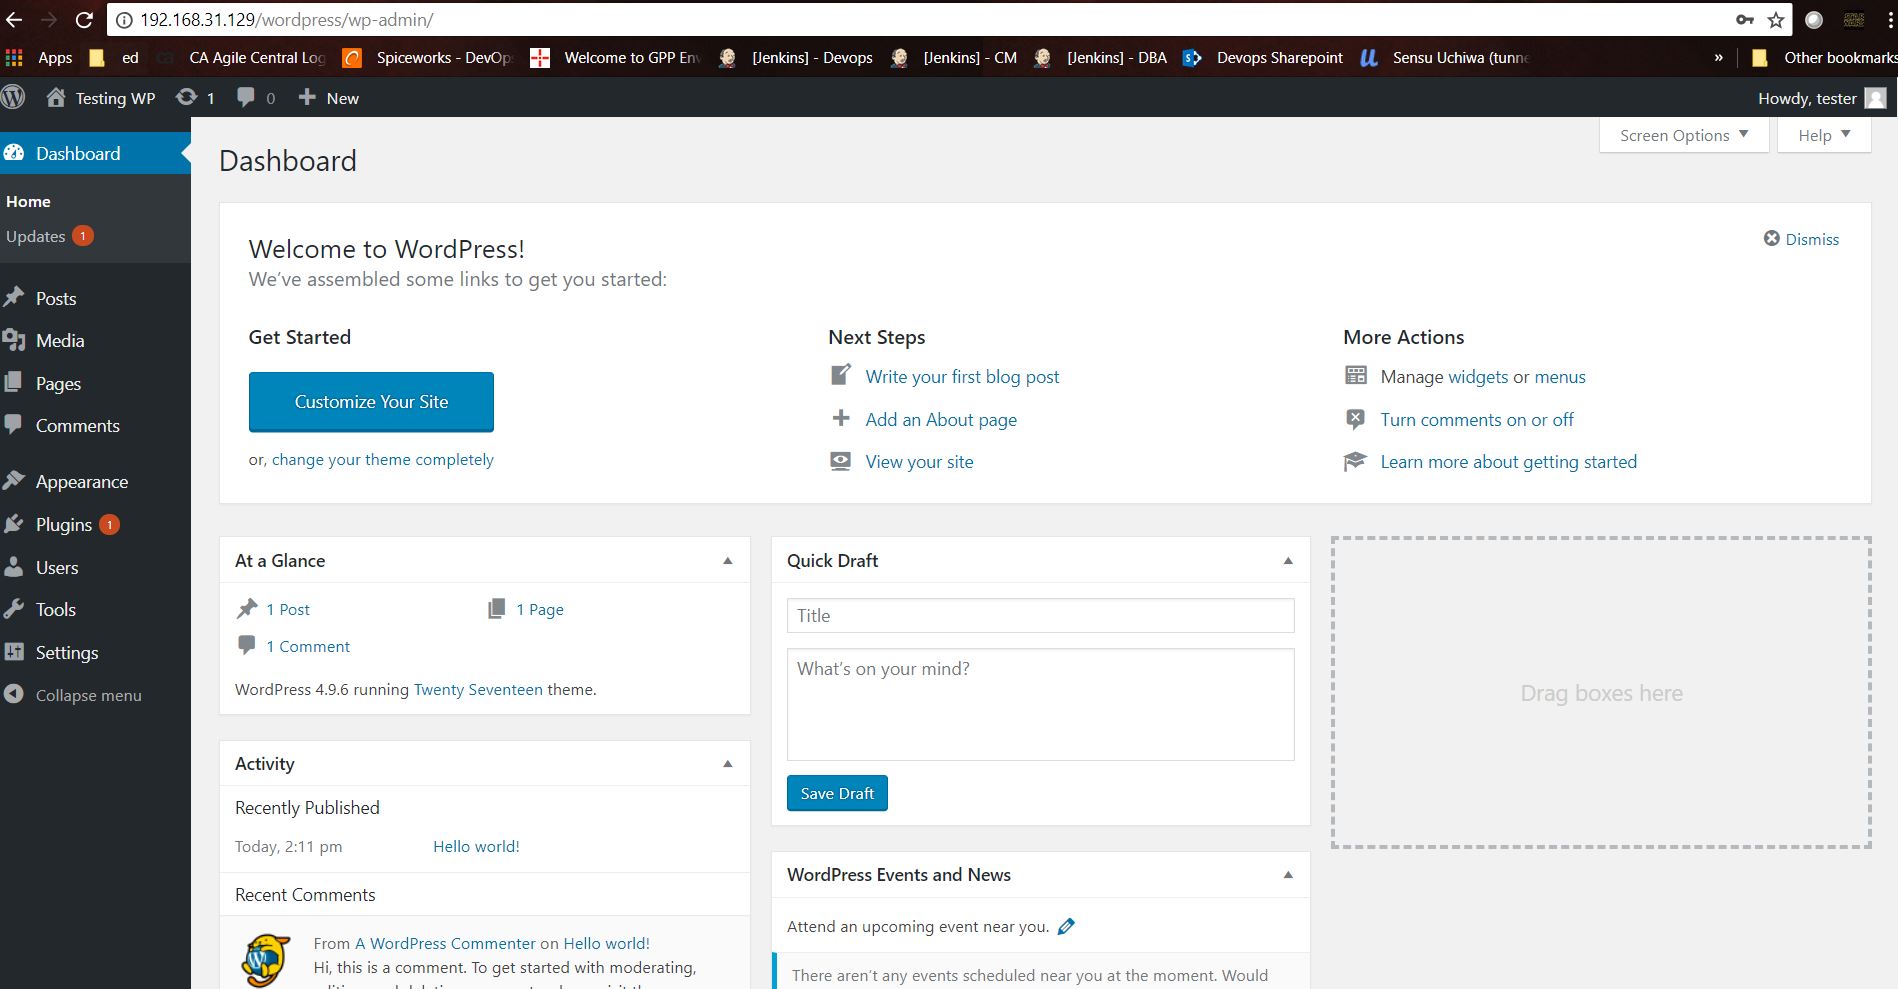 192.168.31.129/wordpress/wp-admin/
Apps ed CA Agile Central Log Spiceworks - DevOps Welcome to GPP Env [Jenkins] - Devops [Jenkins] - CM [Jenkins] - DBA Devops Sharepoint Sensu Uchiwa (tunne » Other bookmarks
Testing WP 1 0 New Howdy, tester
Screen Options Help
Dashboard
Home
Updates 1
Posts
Media
Pages
Comments
Appearance
Plugins 1
Users
Tools
Settings
Collapse menu
Dashboard
Welcome to WordPress!
Dismiss
We've assembled some links to get you started:
Get Started
Customize Your Site
or, change your theme completely
Next Steps
Write your first blog post
Add an About page
View your site
More Actions
Manage widgets or menus
Turn comments on or off
Learn more about getting started
At a Glance
1 Post 1 Page
1 Comment
WordPress 4.9.6 running Twenty Seventeen theme.
Activity
Recently Published
Today, 2:11 pm Hello world!
Recent Comments
From A WordPress Commenter on Hello world!
Hi, this is a comment. To get started with moderating,
Quick Draft
Title
What's on your mind?
Save Draft
WordPress Events and News
Attend an upcoming event near you.
There aren't any events scheduled near you at the moment. Would
Drag boxes here